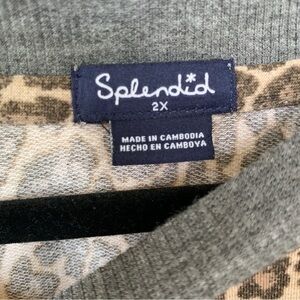 Splendid
2X
MADE IN CAMBODIA
HECHO EN CAMBOYA